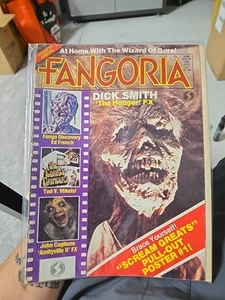 At Home With The Wizard Of Gore!
FANGORIA
DICK SMITH
'The Hunger' FX
Fango Discovery
Ed French
Ted V. Mikels!
John Caglione
'Amityville II' FX
Brace Yourself!
"SCREAM GREATS"
PULL-OUT
POSTER #1!